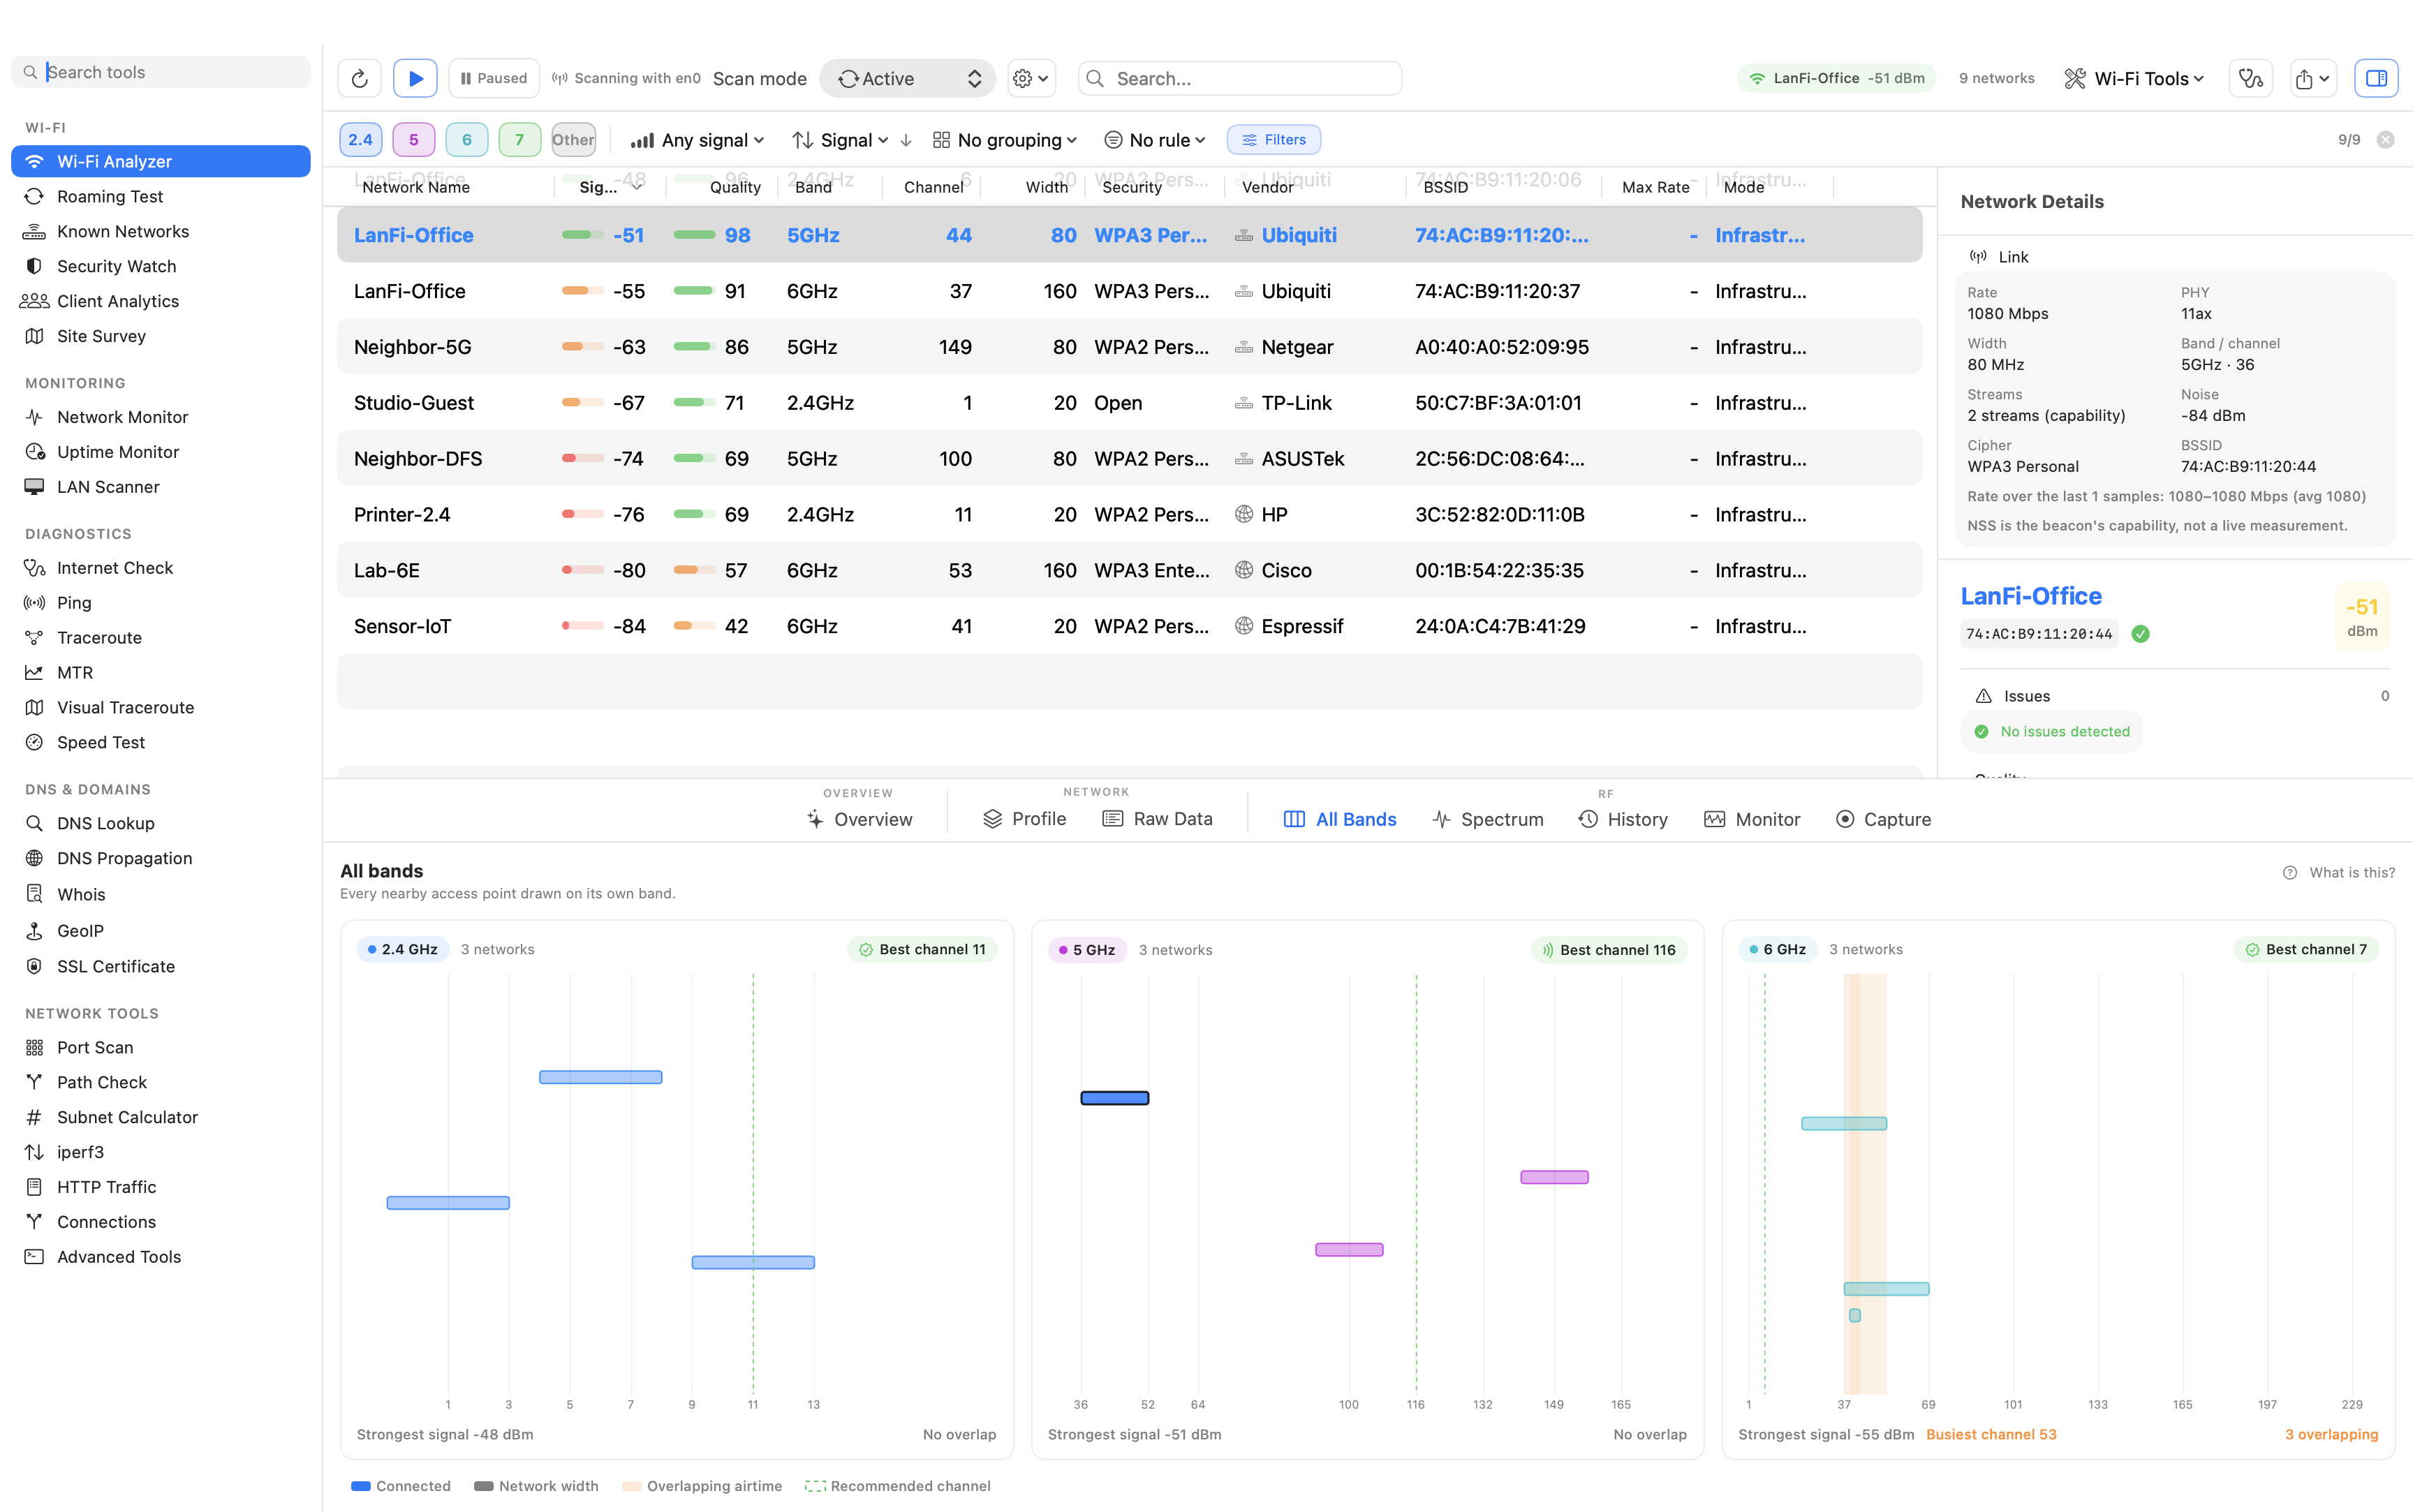 Search tools
WI-FI
Wi-Fi Analyzer
Roaming Test
Known Networks
Security Watch
Client Analytics
Site Survey
MONITORING
Network Monitor
Uptime Monitor
LAN Scanner
DIAGNOSTICS
Internet Check
Ping
Traceroute
MTR
Visual Traceroute
Speed Test
DNS & DOMAINS
DNS Lookup
DNS Propagation
Whois
GeoIP
SSL Certificate
NETWORK TOOLS
Port Scan
Path Check
Subnet Calculator
iperf3
HTTP Traffic
Connections
Advanced Tools
Paused Scanning with en0 Scan mode Active Search... LanFi-Office -51 dBm 9 networks Wi-Fi Tools
2.4 5 6 7 Other Any signal Signal No grouping No rule Filters 9/9
LanFi-Office -48 96 2.4GHz 6 20 WPA2 Pers... Ubiquiti 74:AC:B9:11:20:06 - Infrastru...
Network Name Sig... Quality Band Channel Width Security Vendor BSSID Max Rate Mode
LanFi-Office -51 98 5GHz 44 80 WPA3 Per... Ubiquiti 74:AC:B9:11:20:... - Infrastr...
LanFi-Office -55 91 6GHz 37 160 WPA3 Pers... Ubiquiti 74:AC:B9:11:20:37 - Infrastru...
Neighbor-5G -63 86 5GHz 149 80 WPA2 Pers... Netgear A0:40:A0:52:09:95 - Infrastru...
Studio-Guest -67 71 2.4GHz 1 20 Open TP-Link 50:C7:BF:3A:01:01 - Infrastru...
Neighbor-DFS -74 69 5GHz 100 80 WPA2 Pers... ASUSTek 2C:56:DC:08:64:... - Infrastru...
Printer-2.4 -76 69 2.4GHz 11 20 WPA2 Pers... HP 3C:52:82:0D:11:0B - Infrastru...
Lab-6E -80 57 6GHz 53 160 WPA3 Ente... Cisco 00:1B:54:22:35:35 - Infrastru...
Sensor-IoT -84 42 6GHz 41 20 WPA2 Pers... Espressif 24:0A:C4:7B:41:29 - Infrastru...
Network Details
Link
Rate PHY
1080 Mbps 11ax
Width Band / channel
80 MHz 5GHz · 36
Streams Noise
2 streams (capability) -84 dBm
Cipher BSSID
WPA3 Personal 74:AC:B9:11:20:44
Rate over the last 1 samples: 1080–1080 Mbps (avg 1080)
NSS is the beacon's capability, not a live measurement.
LanFi-Office
-51
dBm
74:AC:B9:11:20:44
Issues 0
No issues detected
Quality
OVERVIEW NETWORK RF
Overview Profile Raw Data All Bands Spectrum History Monitor Capture
All bands
What is this?
Every nearby access point drawn on its own band.
2.4 GHz 3 networks Best channel 11
1 3 5 7 9 11 13
Strongest signal -48 dBm No overlap
5 GHz 3 networks Best channel 116
36 52 64 100 116 132 149 165
Strongest signal -51 dBm No overlap
6 GHz 3 networks Best channel 7
1 37 69 101 133 165 197 229
Strongest signal -55 dBm Busiest channel 53 3 overlapping
Connected Network width Overlapping airtime Recommended channel